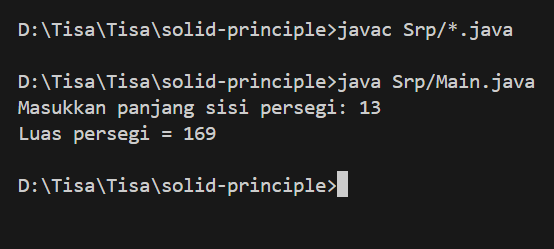 D:\Tisa\Tisa\solid-principle>javac Srp/*.java
D:\Tisa\Tisa\solid-principle>java Srp/Main.java
Masukkan panjang sisi persegi: 13
Luas persegi = 169
D:\Tisa\Tisa\solid-principle>